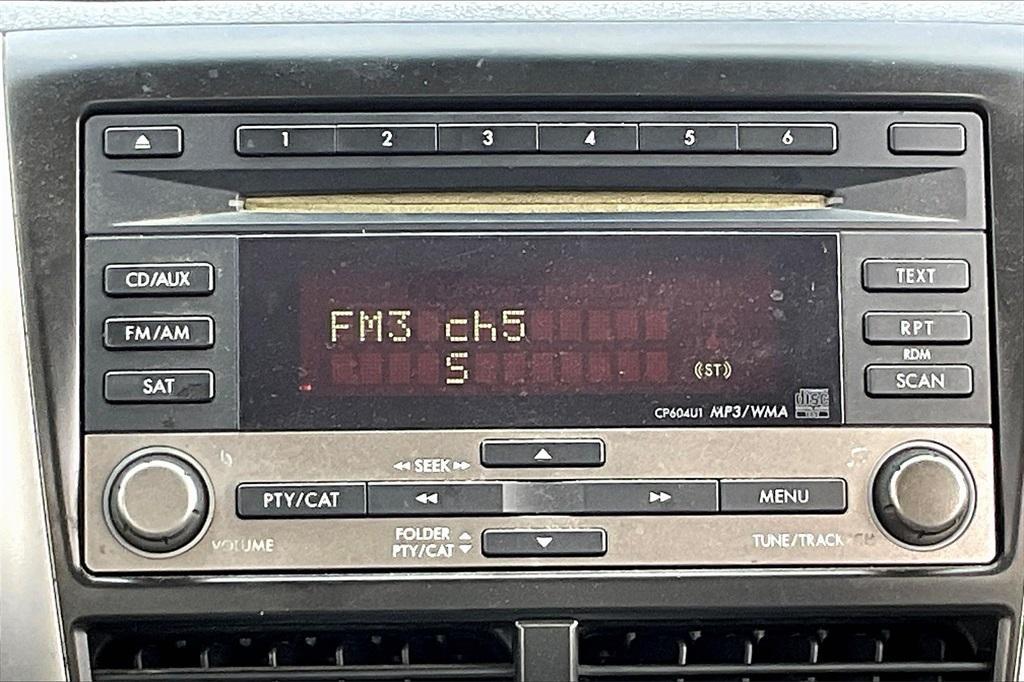 1 2 3 4 5 6
CD/AUX
TEXT
FM/AM
RPT
FM3 ch5
RDM
SAT
S
((ST))
SCAN
CP604U1 MP3/WMA disc
SEEK
PTY/CAT
MENU
FOLDER
PTY/CAT
VOLUME
TUNE/TRACK